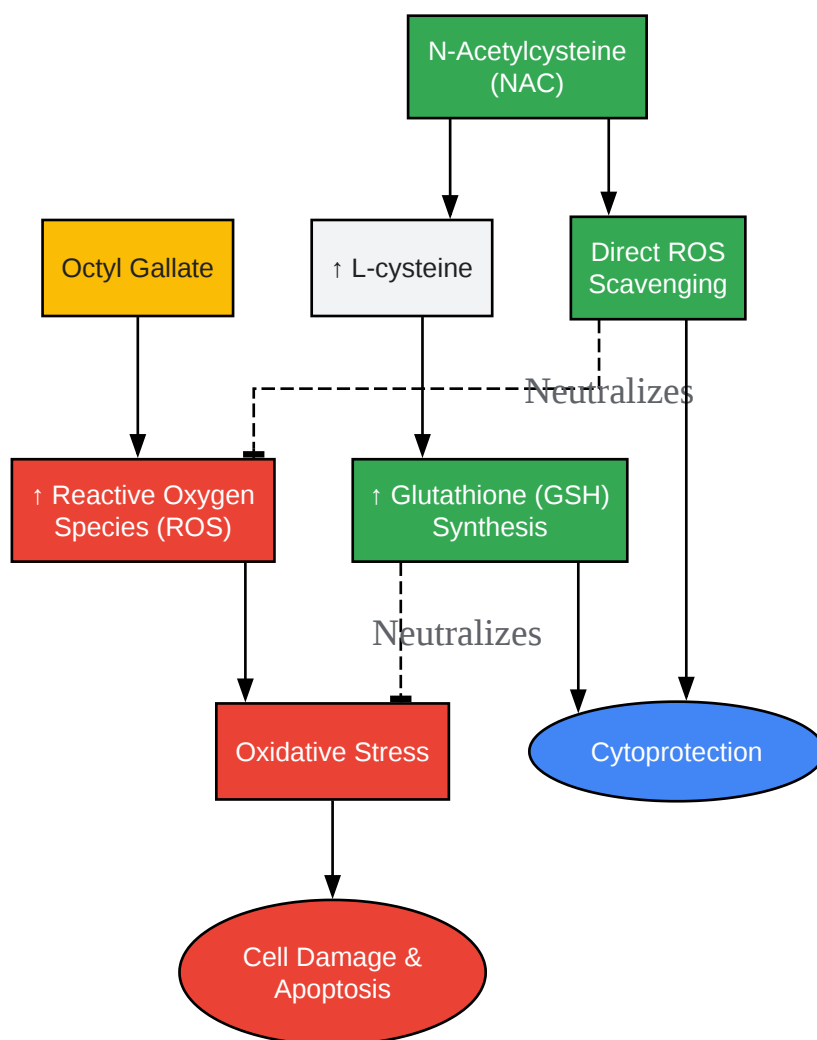 N-Acetylcysteine
(NAC)
Octyl Gallate
↑ L-cysteine
Direct ROS
Scavenging
Neutralizes
↑ Reactive Oxygen
Species (ROS)
↑ Glutathione (GSH)
Synthesis
Neutralizes
Oxidative Stress
Cytoprotection
Cell Damage &
Apoptosis